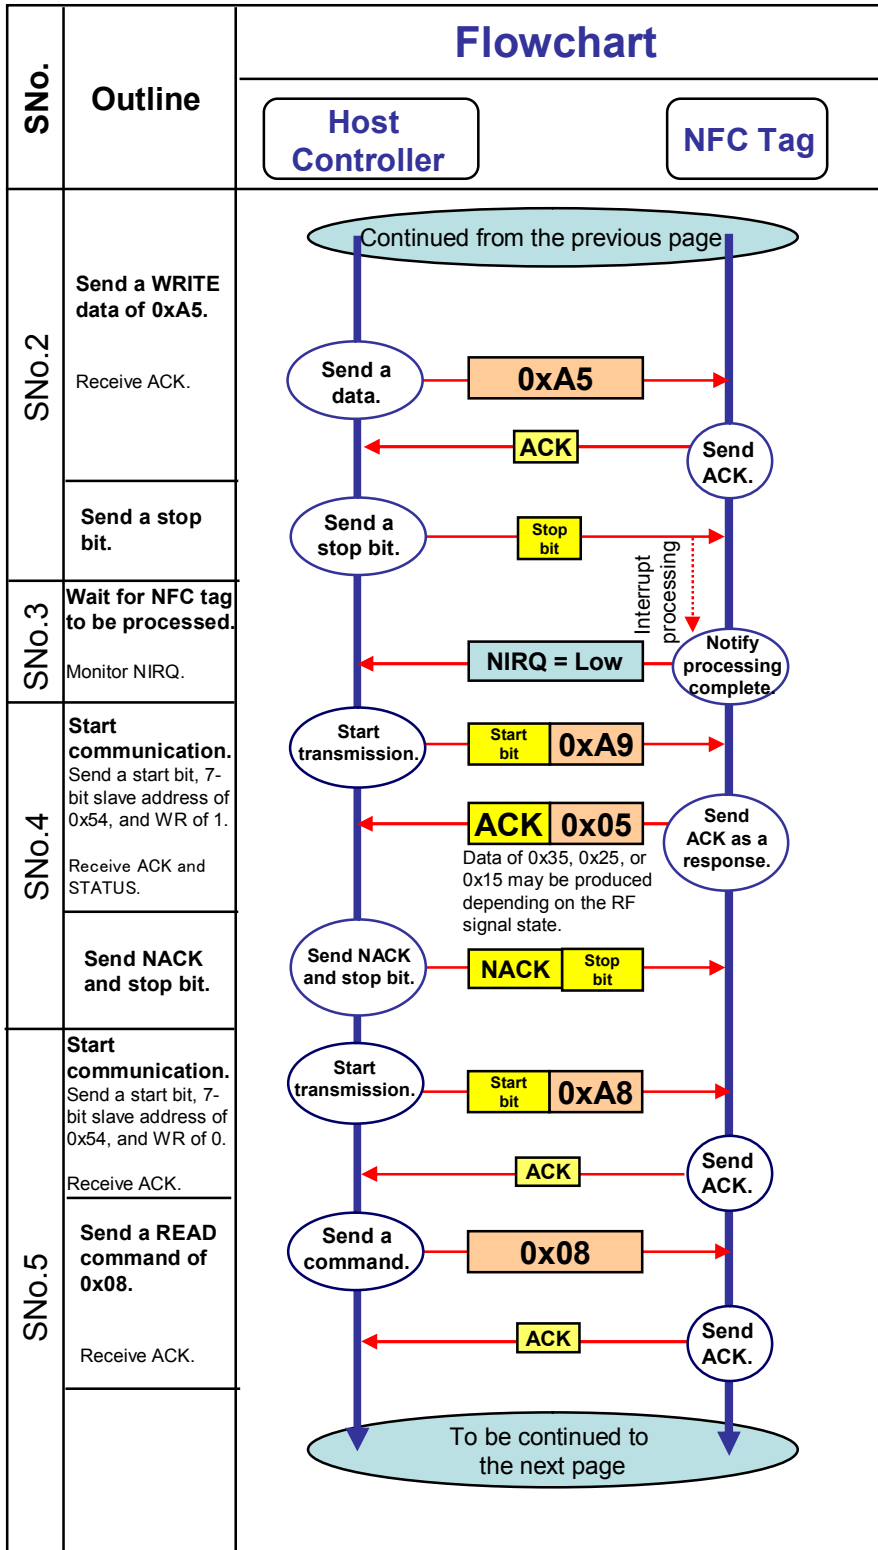 SNo.
Outline
Flowchart
Host
Controller
NFC Tag
Continued from the previous page
SNo.2
Send a WRITE
data of 0xA5.
Receive ACK.
Send a
data.
0xA5
ACK
Send
ACK.
Send a stop
bit.
Send a
stop bit.
Stop
bit
Interrupt
processing
SNo.3
Wait for NFC tag
to be processed.
Monitor NIRQ.
NIRQ = Low
Notify
processing
complete.
SNo.4
Start
communication.
Send a start bit, 7-
bit slave address of
0x54, and WR of 1.
Receive ACK and
STATUS.
Start
transmission.
Start
bit
0xA9
ACK
0x05
Send
ACK as a
response.
Data of 0x35, 0x25, or
0x15 may be produced
depending on the RF
signal state.
Send NACK
and stop bit.
Send NACK
and stop bit.
NACK
Stop
bit
SNo.5
Start
communication.
Send a start bit, 7-
bit slave address of
0x54, and WR of 0.
Receive ACK.
Start
transmission.
Start
bit
0xA8
ACK
Send
ACK.
Send a READ
command of
0x08.
Receive ACK.
Send a
command.
0x08
ACK
Send
ACK.
To be continued to
the next page